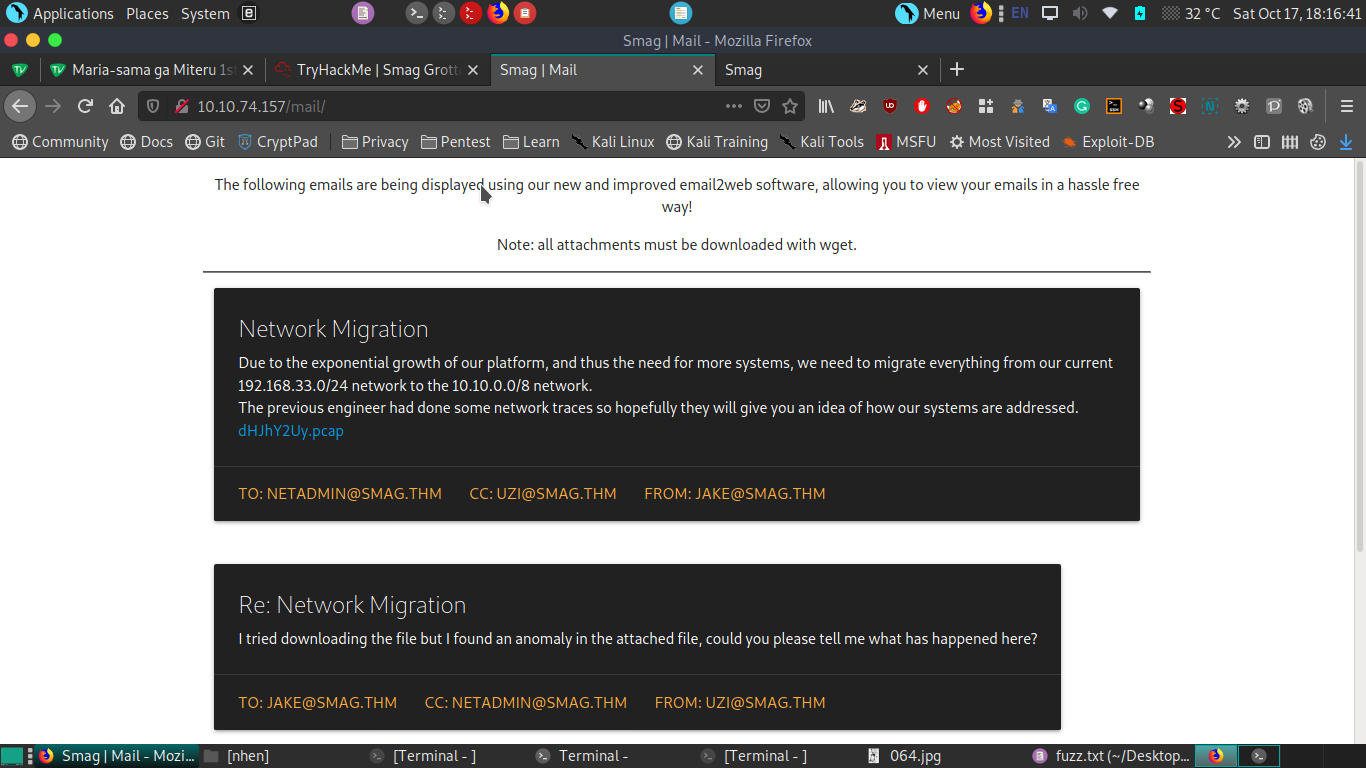 Applications Places System Menu EN 32 °C Sat Oct 17, 18:16:41
Smag | Mail - Mozilla Firefox
Maria-sama ga Miteru 1s TryHackMe | Smag Grott Smag | Mail Smag
10.10.74.157/mail/
Community Docs Git CryptPad Privacy Pentest Learn Kali Linux Kali Training Kali Tools MSFU Most Visited Exploit-DB
The following emails are being displayed using our new and improved email2web software, allowing you to view your emails in a hassle free
way!
Note: all attachments must be downloaded with wget.
Network Migration
Due to the exponential growth of our platform, and thus the need for more systems, we need to migrate everything from our current
192.168.33.0/24 network to the 10.10.0.0/8 network.
The previous engineer had done some network traces so hopefully they will give you an idea of how our systems are addressed.
dHJhY2Uy.pcap
TO: NETADMIN@SMAG.THM CC: UZI@SMAG.THM FROM: JAKE@SMAG.THM
Re: Network Migration
I tried downloading the file but I found an anomaly in the attached file, could you please tell me what has happened here?
TO: JAKE@SMAG.THM CC: NETADMIN@SMAG.THM FROM: UZI@SMAG.THM
Smag | Mail - Mozi... [nhen] [Terminal - ] Terminal - [Terminal - ] 064.jpg fuzz.txt (~/Desktop...